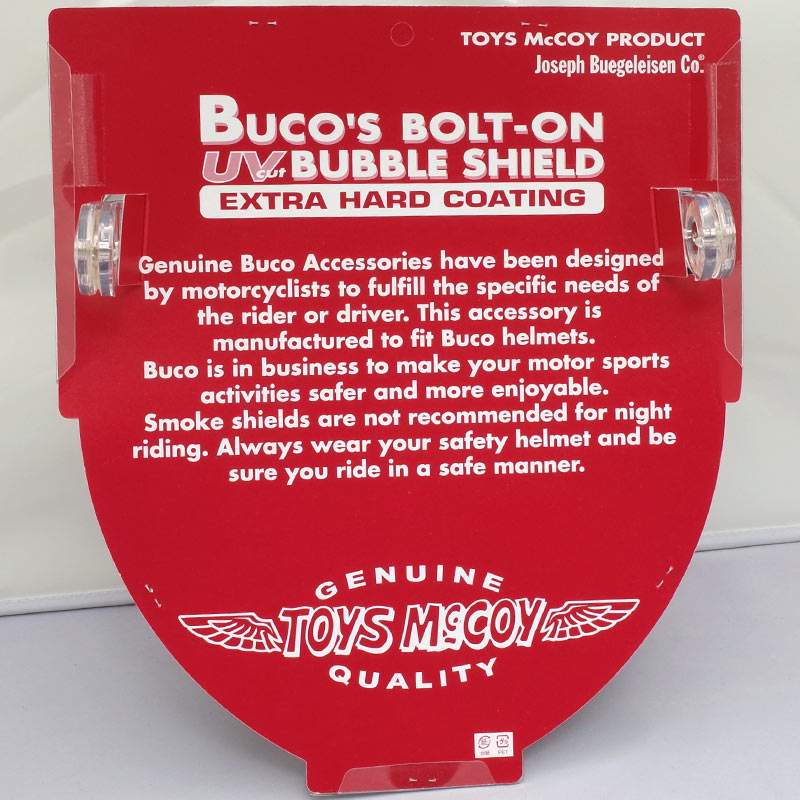 TOYS McCOY PRODUCT
Joseph Buegeleisen Co.®
BUCO'S BOLT-ON
UV cut BUBBLE SHIELD
EXTRA HARD COATING
Genuine Buco Accessories have been designed
by motorcyclists to fulfill the specific needs of
the rider or driver. This accessory is
manufactured to fit Buco helmets.
Buco is in business to make your motor sports
activities safer and more enjoyable.
Smoke shields are not recommended for night
riding. Always wear your safety helmet and be
sure you ride in a safe manner.
GENUINE
TOYS McCOY
QUALITY
PET